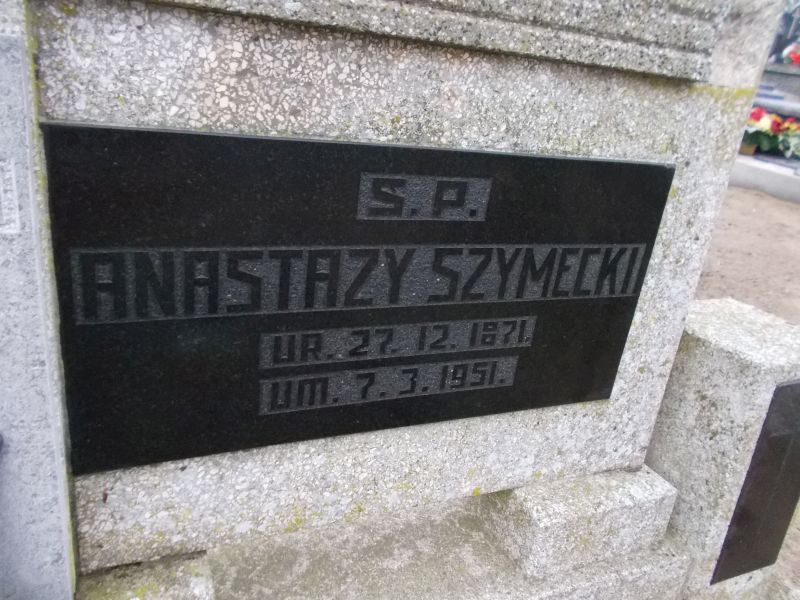 S. P.
ANASTAZY SZYMECKI
UR. 27. 12. 1871.
UM. 7. 3. 1951.